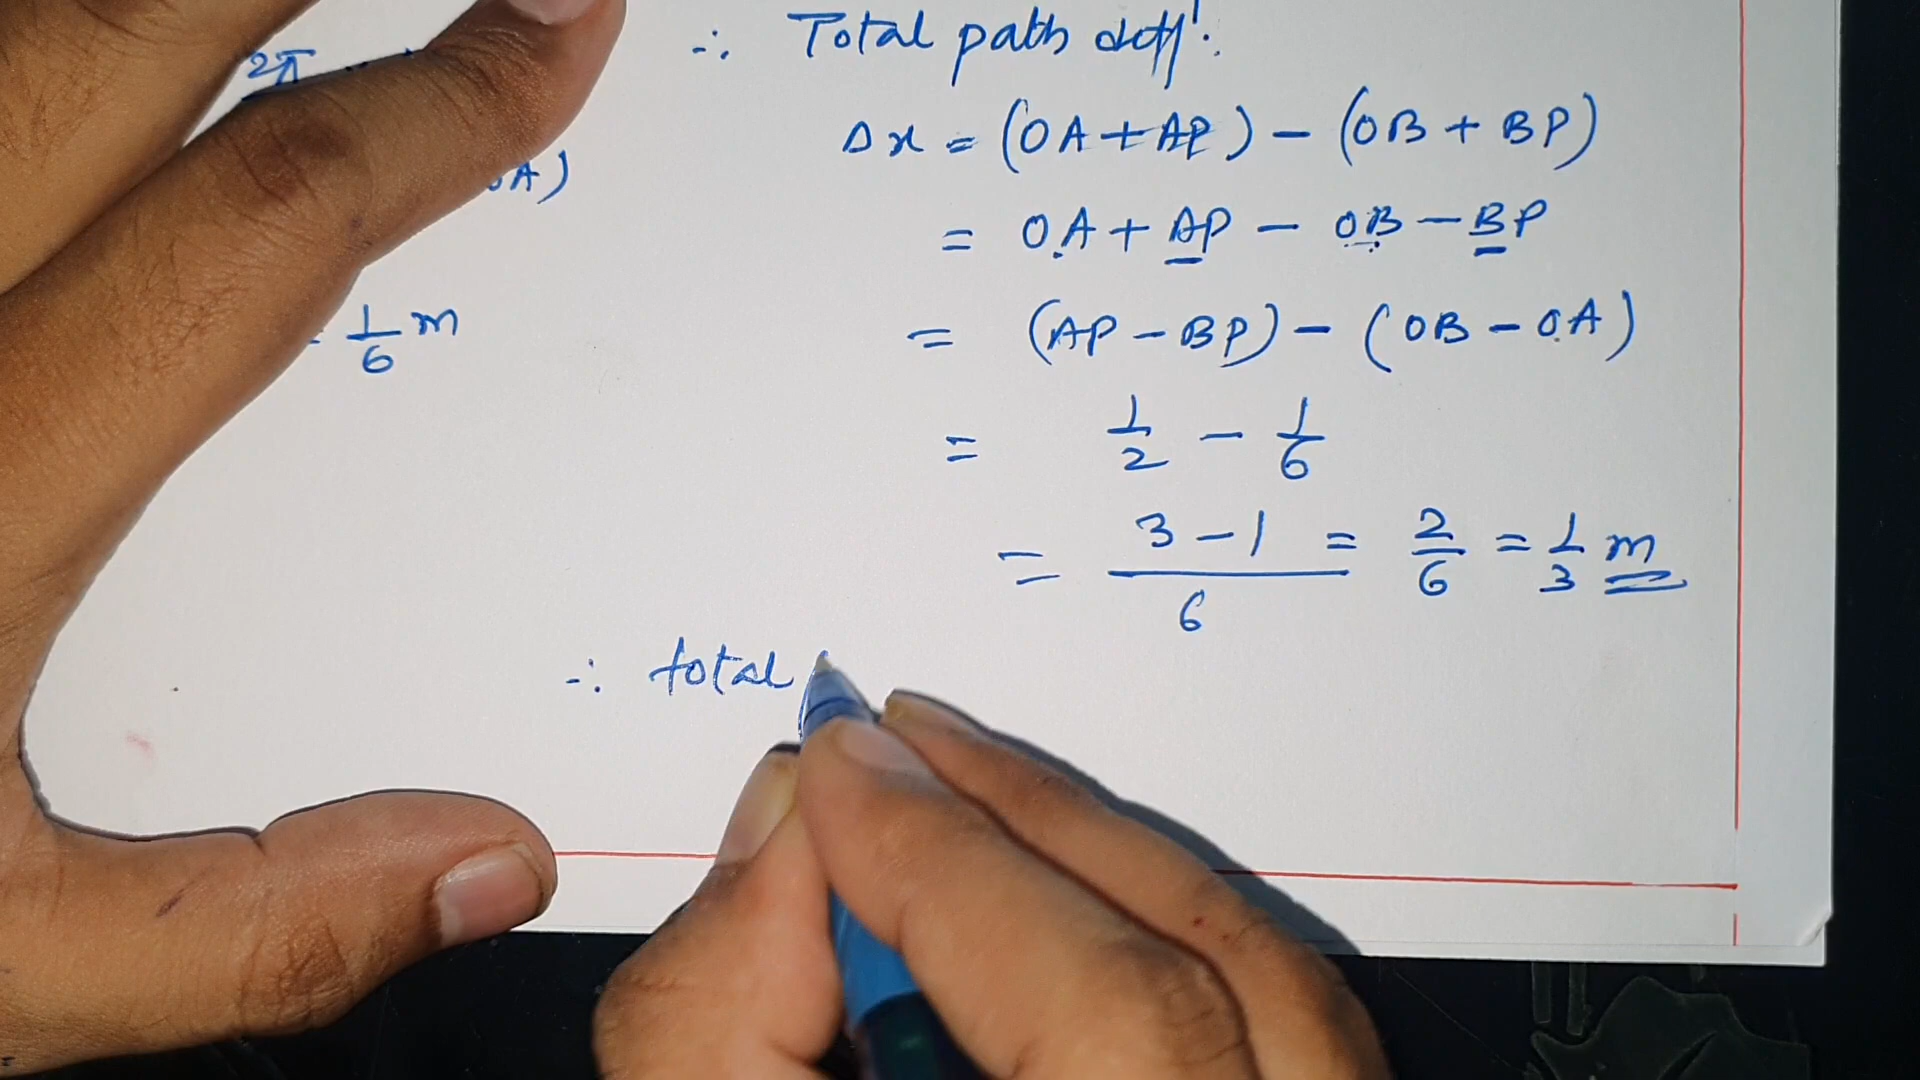 2π
∴ Total path diff.
Δx = (OA + AP) – (OB + BP)
A)
= OA + AP – OB – BP
1/6 m
= (AP – BP) – (OB – OA)
= 1/2 – 1/6
= 3 – 1 / 6 = 2/6 = 1/3 m
∴ total